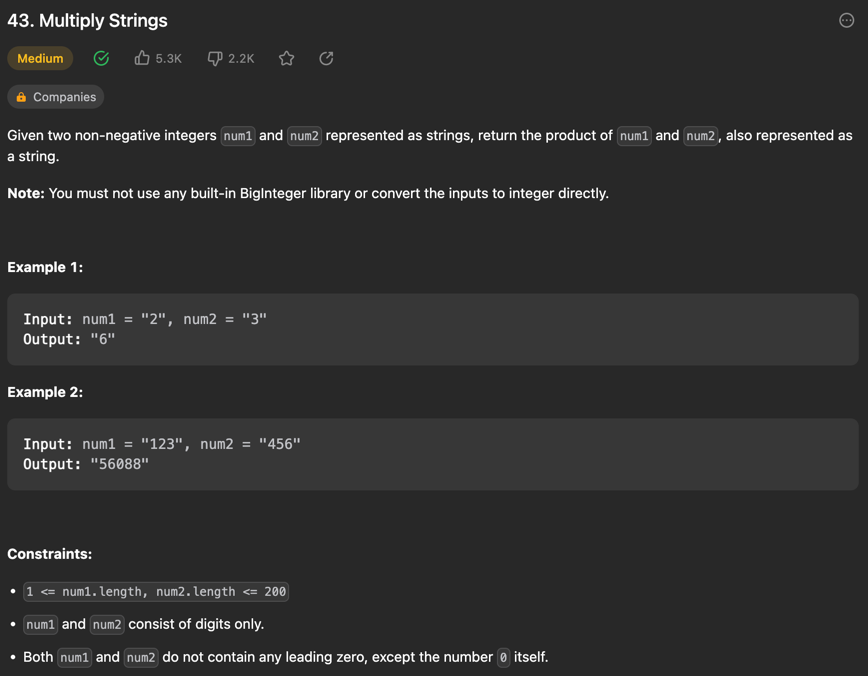 43. Multiply Strings
Medium 5.3K 2.2K
Companies
Given two non-negative integers num1 and num2 represented as strings, return the product of num1 and num2, also represented as
a string.
Note: You must not use any built-in BigInteger library or convert the inputs to integer directly.
Example 1:
Input: num1 = "2", num2 = "3"
Output: "6"
Example 2:
Input: num1 = "123", num2 = "456"
Output: "56088"
Constraints:
• 1 <= num1.length, num2.length <= 200
• num1 and num2 consist of digits only.
• Both num1 and num2 do not contain any leading zero, except the number 0 itself.